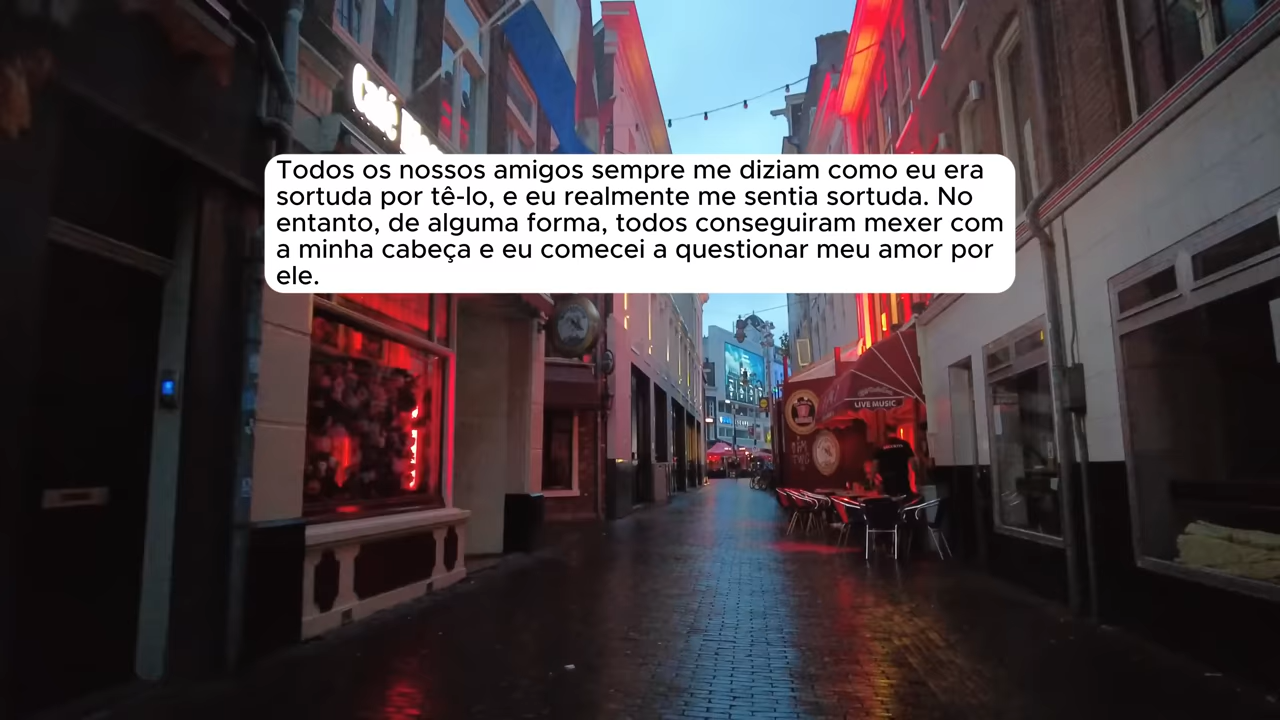 Café
Todos os nossos amigos sempre me diziam como eu era
sortuda por tê-lo, e eu realmente me sentia sortuda. No
entanto, de alguma forma, todos conseguiram mexer com
a minha cabeça e eu comecei a questionar meu amor por
ele.
LIVE MUSIC